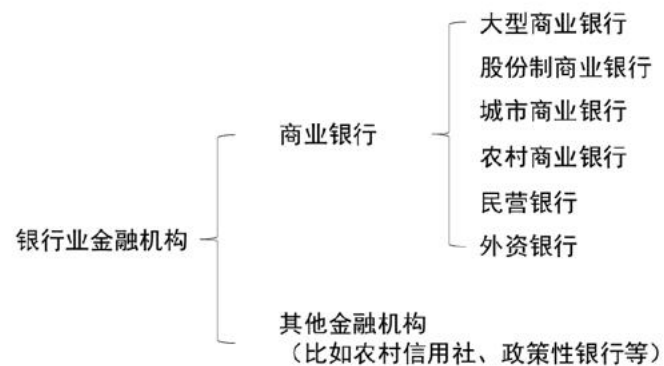 银行业金融机构
商业银行
大型商业银行
股份制商业银行
城市商业银行
农村商业银行
民营银行
外资银行
其他金融机构
（比如农村信用社、政策性银行等）